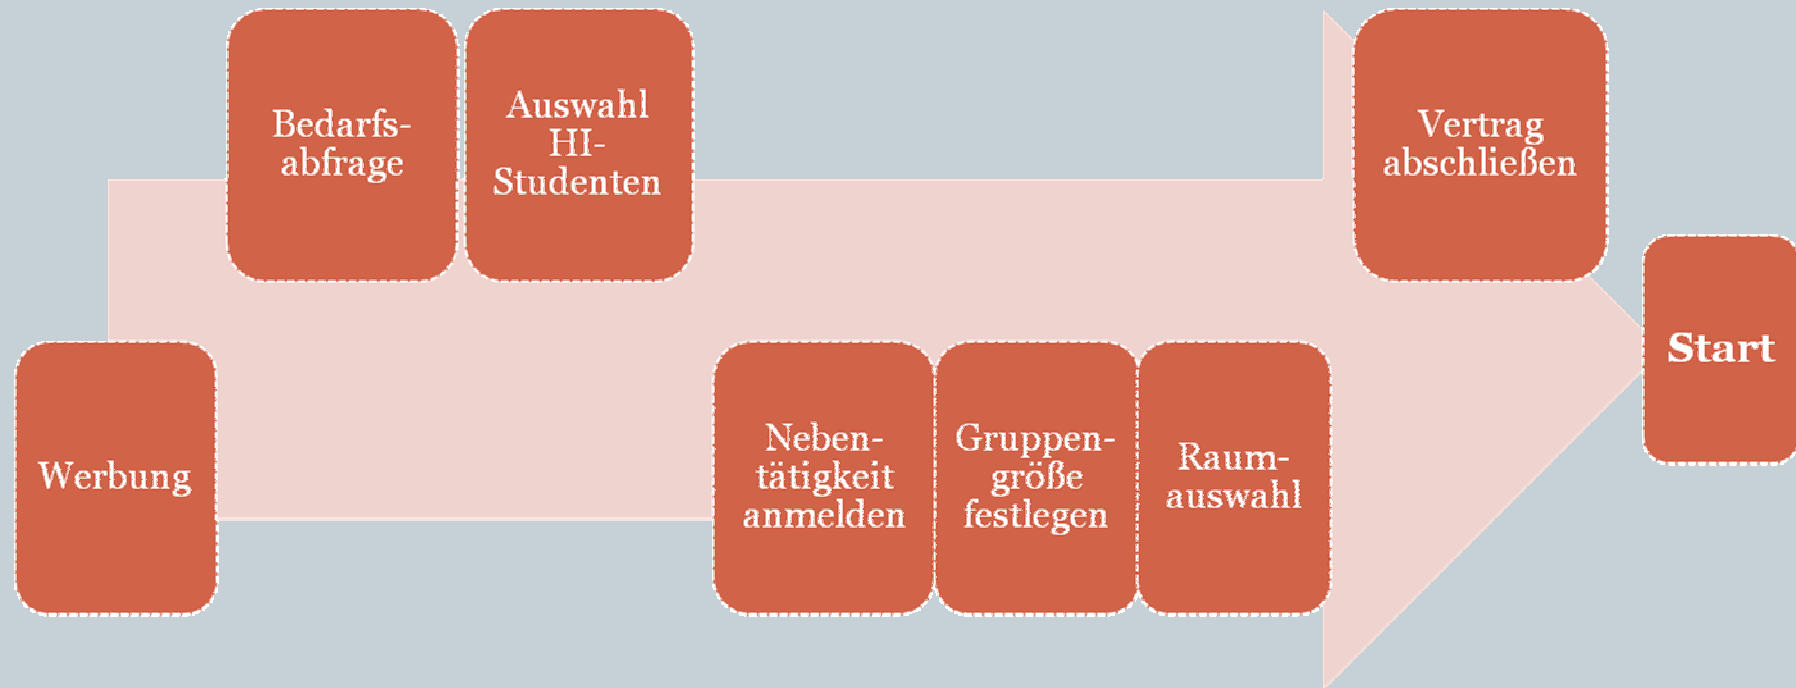 Werbung
Bedarfs-
abfrage
Auswahl
HI-
Studenten
Neben-
tätigkeit
anmelden
Gruppen-
größe
festlegen
Raum-
auswahl
Vertrag
abschließen
Start